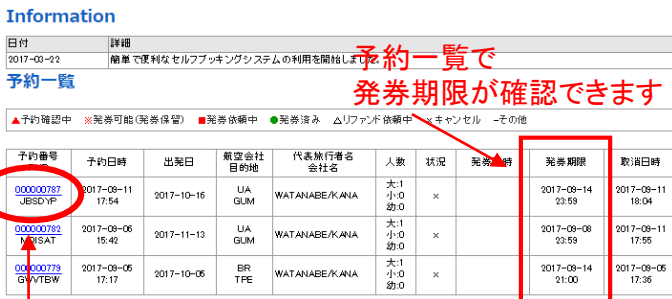 Information
日付 詳細
2017-03-22 簡単で便利なセルフブッキングシステムの利用を開始しました。
予約一覧で
予約一覧
発券期限が確認できます
▲予約確認中 ※発券可能(発券保留) ■発券依頼中 ●発券済み △リファンド依頼中 ×キャンセル -その他
予約番号 予約日時 出発日 航空会社 代表旅行者名 人数 状況 発券日時 発券期限 取消日時
目的地 会社名
000000787 2017-09-11 2017-10-16 UA WATANABE/KANA 大:1 × 2017-09-14 2017-09-11
JBSDYP 17:54 GUM 小:0 23:59 18:04
幼:0
000000782 2017-09-06 2017-11-13 UA WATANABE/KANA 大:1 × 2017-09-08 2017-09-11
15:42 GUM 小:0 23:59 17:55
幼:0
000000779 2017-09-05 2017-10-05 BR WATANABE/KANA 大:1 × 2017-09-14 2017-09-05
17:17 TPE 小:0 21:00 17:36
幼:0